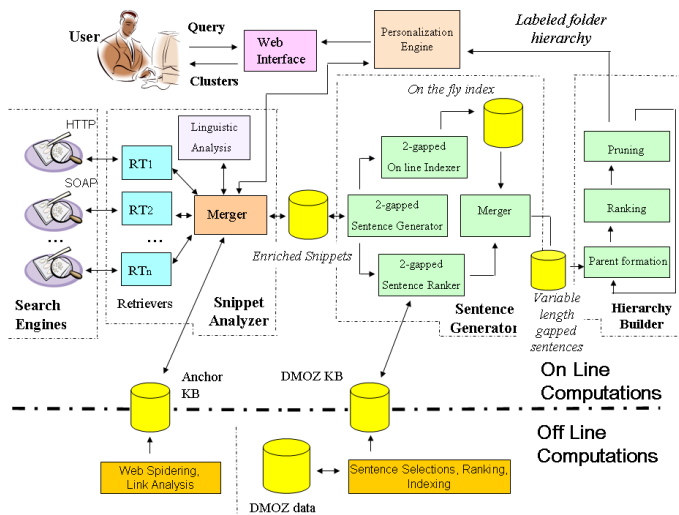 User
Query
Clusters
Web
Interface
Personalization
Engine
Labeled folder
hierarchy
HTTP
SOAP
...
Search
Engines
RT1
RT2
...
RTn
Retrievers
Linguistic
Analysis
Merger
Snippet
Analyzer
Enriched Snippets
On the fly index
2-gapped
On line Indexer
2-gapped
Sentence Generator
2-gapped
Sentence Ranker
Merger
Sentence
Generator
Variable
length
gapped
sentences
Pruning
Ranking
Parent formation
Hierarchy
Builder
Anchor
KB
DMOZ KB
On Line
Computations
Off Line
Computations
Web Spidering,
Link Analysis
DMOZ data
Sentence Selections, Ranking,
Indexing